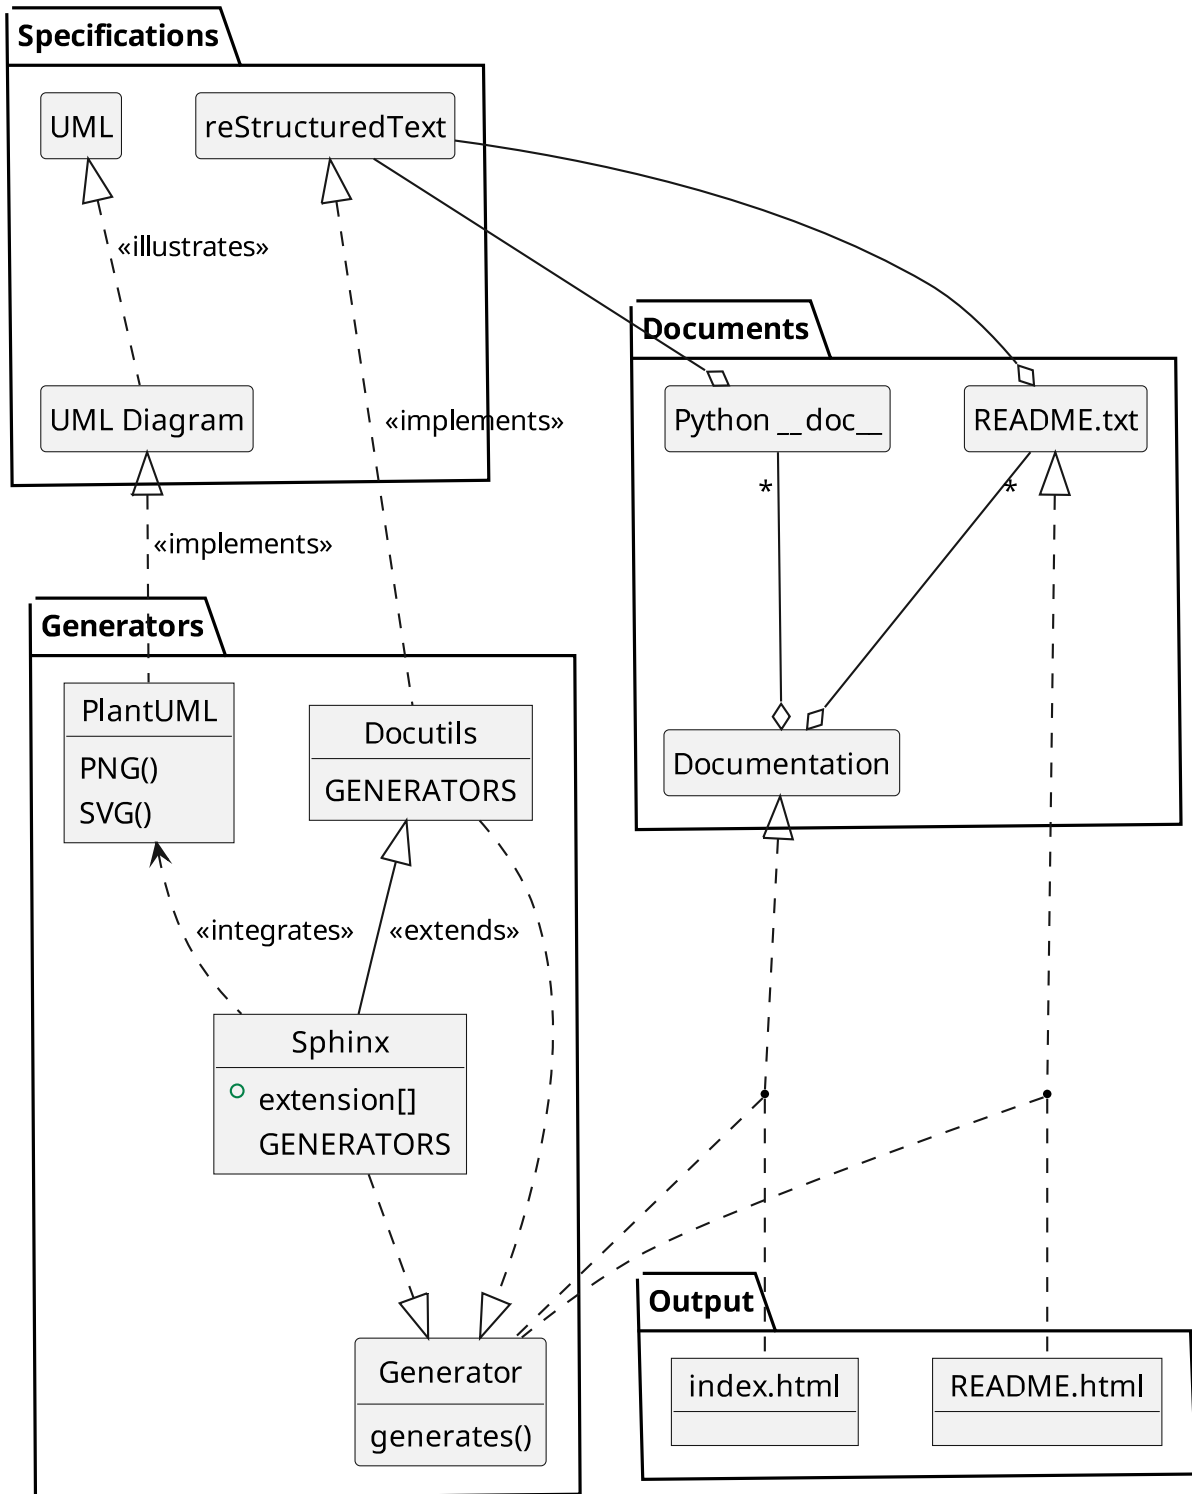 Specifications
UML
reStructuredText
«illustrates»
Documents
Python __doc__
README.txt
UML Diagram
«implements»
*
*
«implements»
Generators
PlantUML
PNG()
SVG()
Docutils
GENERATORS
Documentation
«integrates»
«extends»
Sphinx
extension[]
GENERATORS
Output
Generator
generates()
index.html
README.html